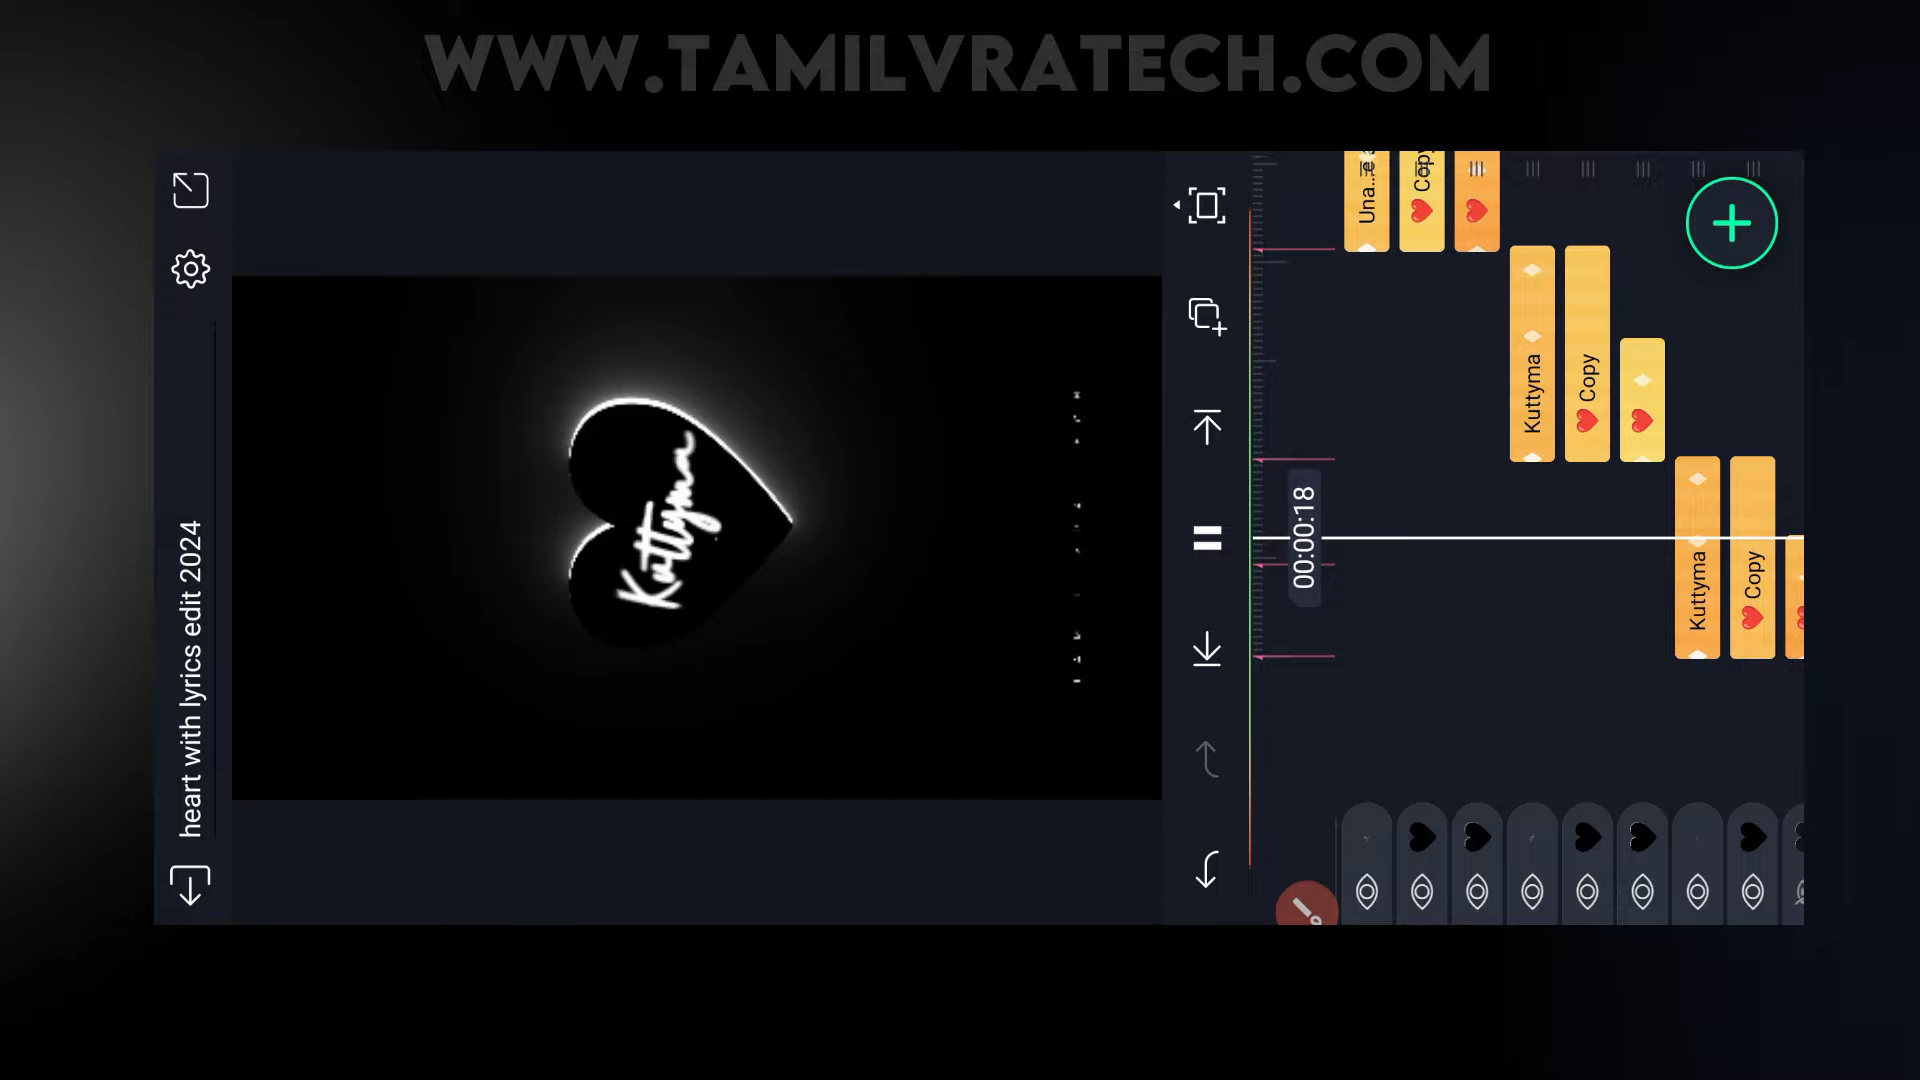 WWW.TAMILVRATECH.COM
heart with lyrics edit 2024
Kuttyma
00:00:18
Una...e
❤️ Copy
❤️
Kuttyma
❤️ Copy
❤️
Kuttyma
❤️ Copy